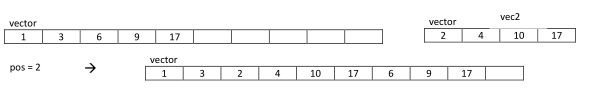 vector
1 3 6 9 17
vec2
vector
2 4 10 17
pos = 2 →
vector
1 3 2 4 10 17 6 9 17